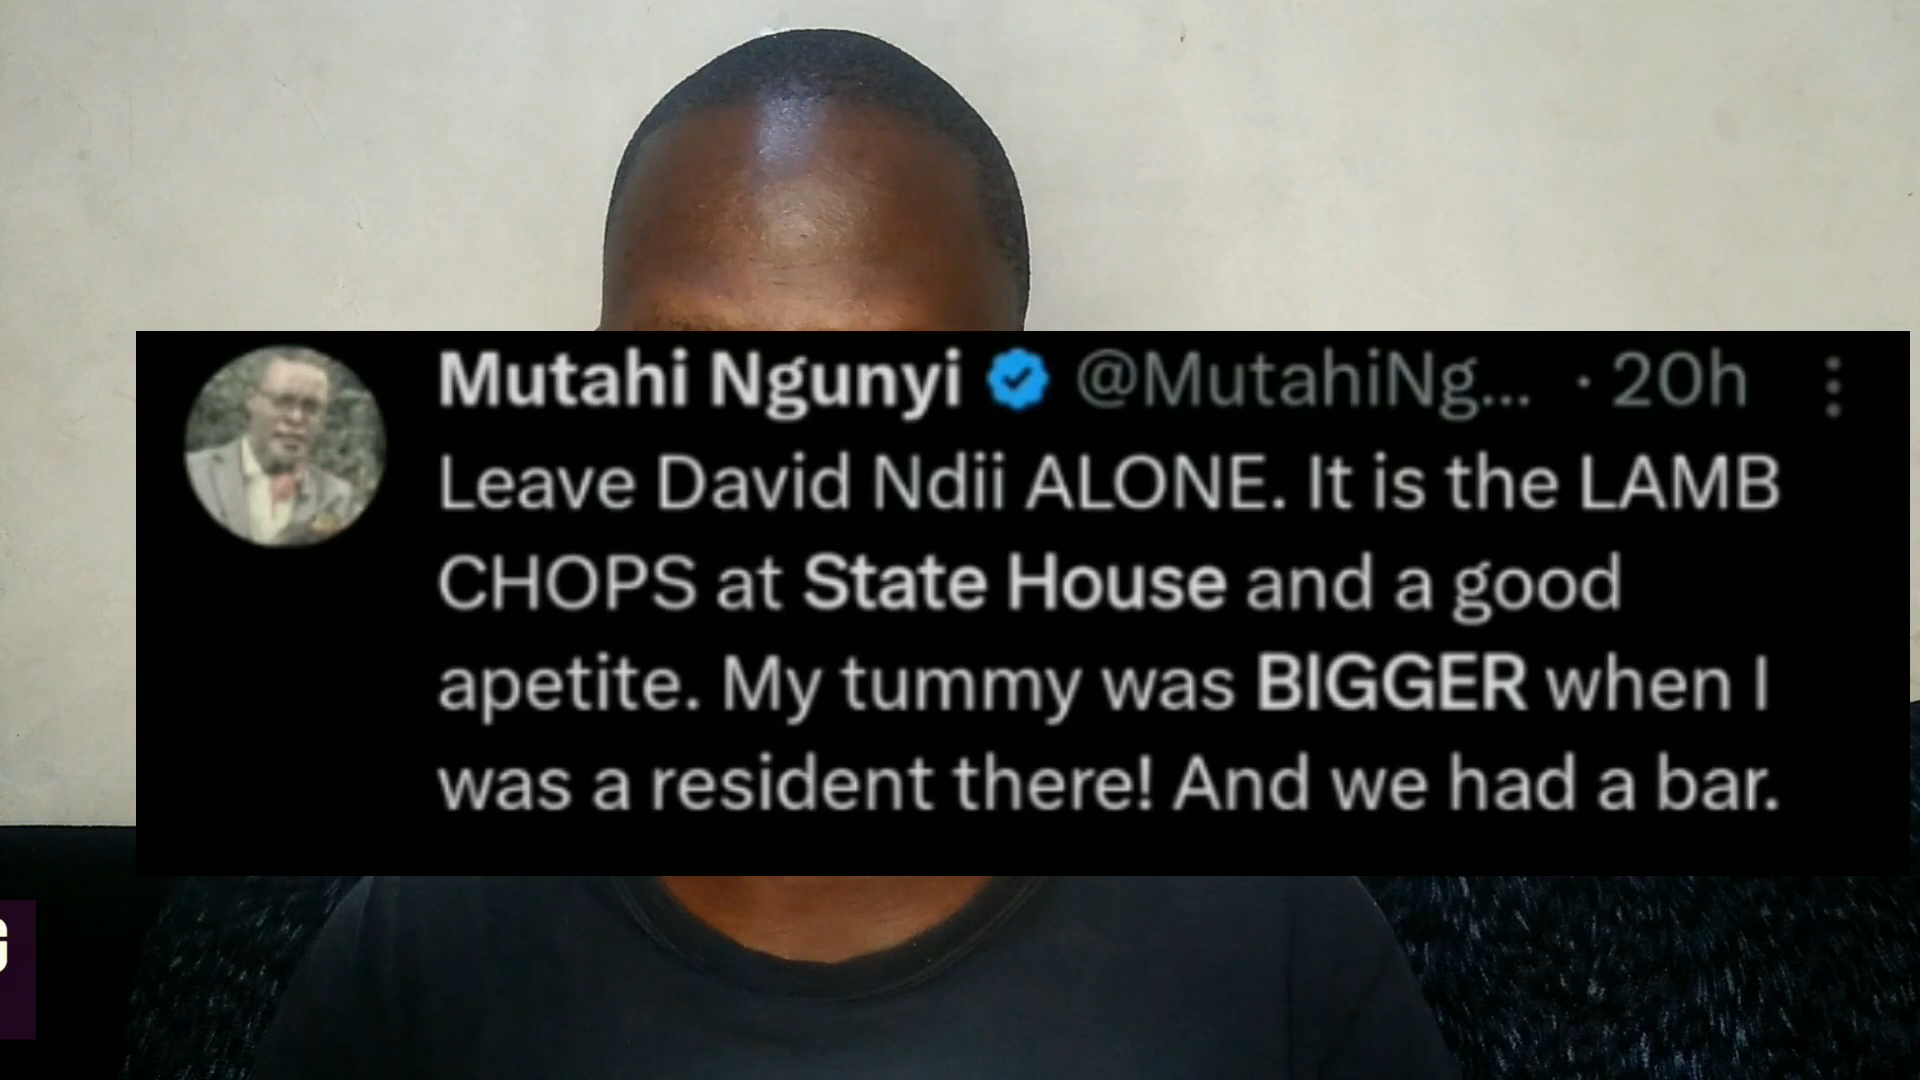 Mutahi Ngunyi @MutahiNg... · 20h
Leave David Ndii ALONE. It is the LAMB
CHOPS at State House and a good
apetite. My tummy was BIGGER when I
was a resident there! And we had a bar.
G